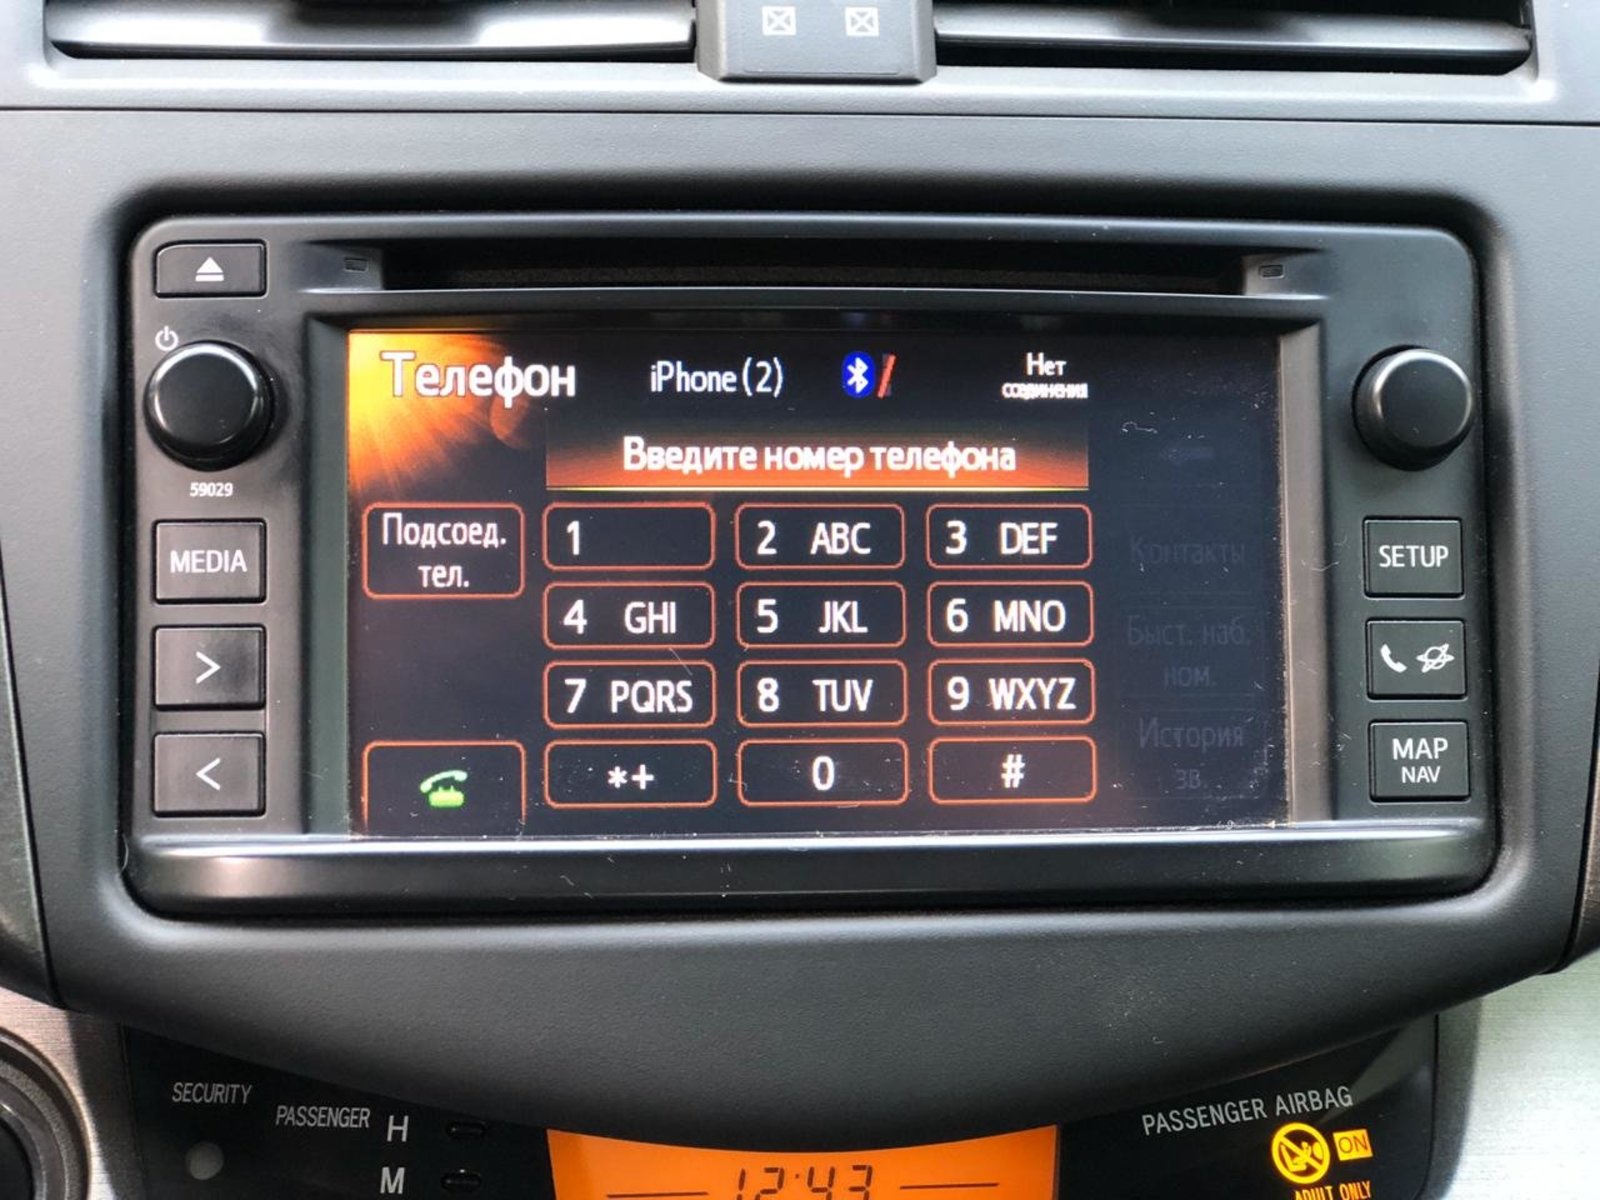 59029
MEDIA
>
<
Телефон iPhone (2) Нет
соединения
Введите номер телефона
Подсоед.
тел.
1 2 ABC 3 DEF
4 GHI 5 JKL 6 MNO
7 PQRS 8 TUV 9 WXYZ
*+ 0 #
Контакты
Быст. наб.
ном.
История
зв.
SETUP
MAP
NAV
SECURITY
PASSENGER H
M
12:43
PASSENGER AIRBAG
ON
ADULT ONLY